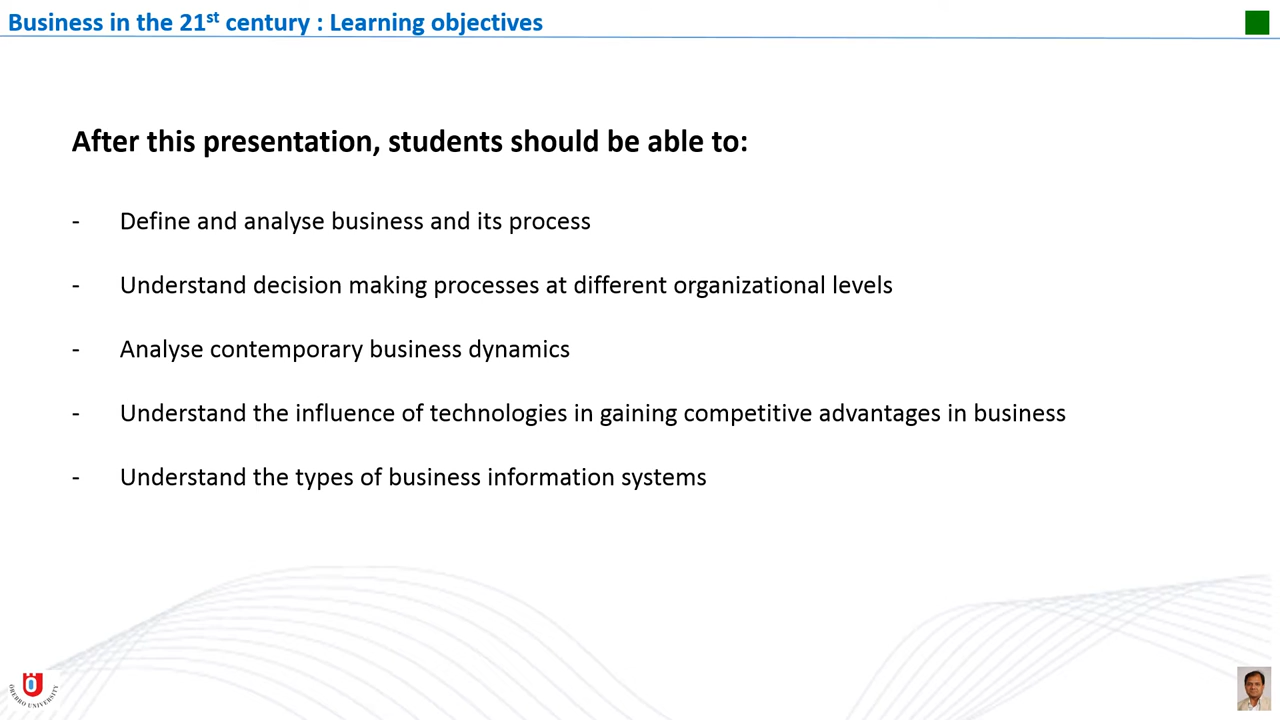 Business in the 21st century : Learning objectives
After this presentation, students should be able to:
- Define and analyse business and its process
- Understand decision making processes at different organizational levels
- Analyse contemporary business dynamics
- Understand the influence of technologies in gaining competitive advantages in business
- Understand the types of business information systems
ÖREBRO UNIVERSITY